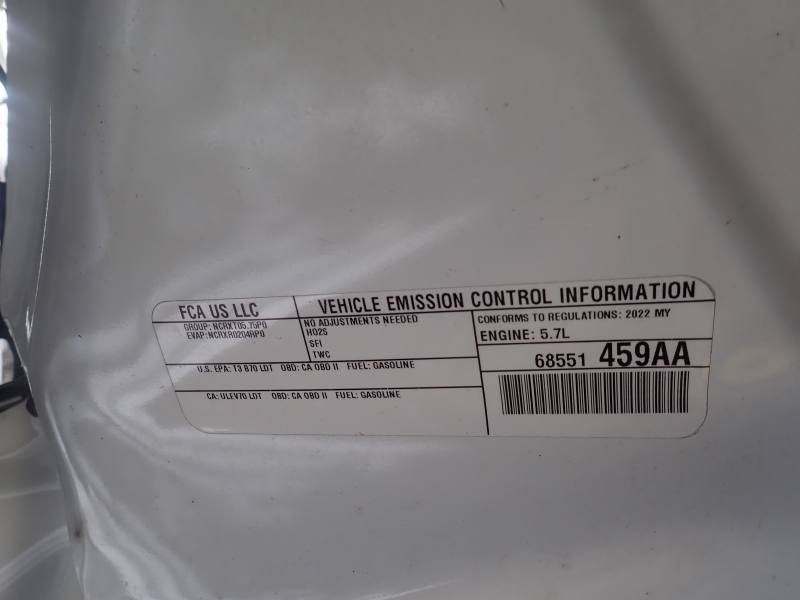 FCA US LLC
VEHICLE EMISSION CONTROL INFORMATION
GROUP: NCRXT05.75P0
EVAP: NCRXR0204RP0
NO ADJUSTMENTS NEEDED
HO2S
SFI
TWC
CONFORMS TO REGULATIONS: 2022 MY
ENGINE: 5.7L
U.S. EPA: T3 B70 LDT OBD: CA OBD II FUEL: GASOLINE
CA: ULEV70 LDT OBD: CA OBD II FUEL: GASOLINE
68551 459AA